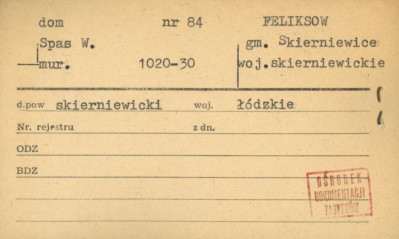 dom nr 84 FELIKSOW
Spas W. gm. Skierniewice
mur. 1020-30 woj. skierniewickie
d.pow skierniewicki woj. łódzkie
Nr. rejestru z dn.
ODZ
BDZ
OŚRODEK
DOKUMENTACJI
ZABYTKÓW